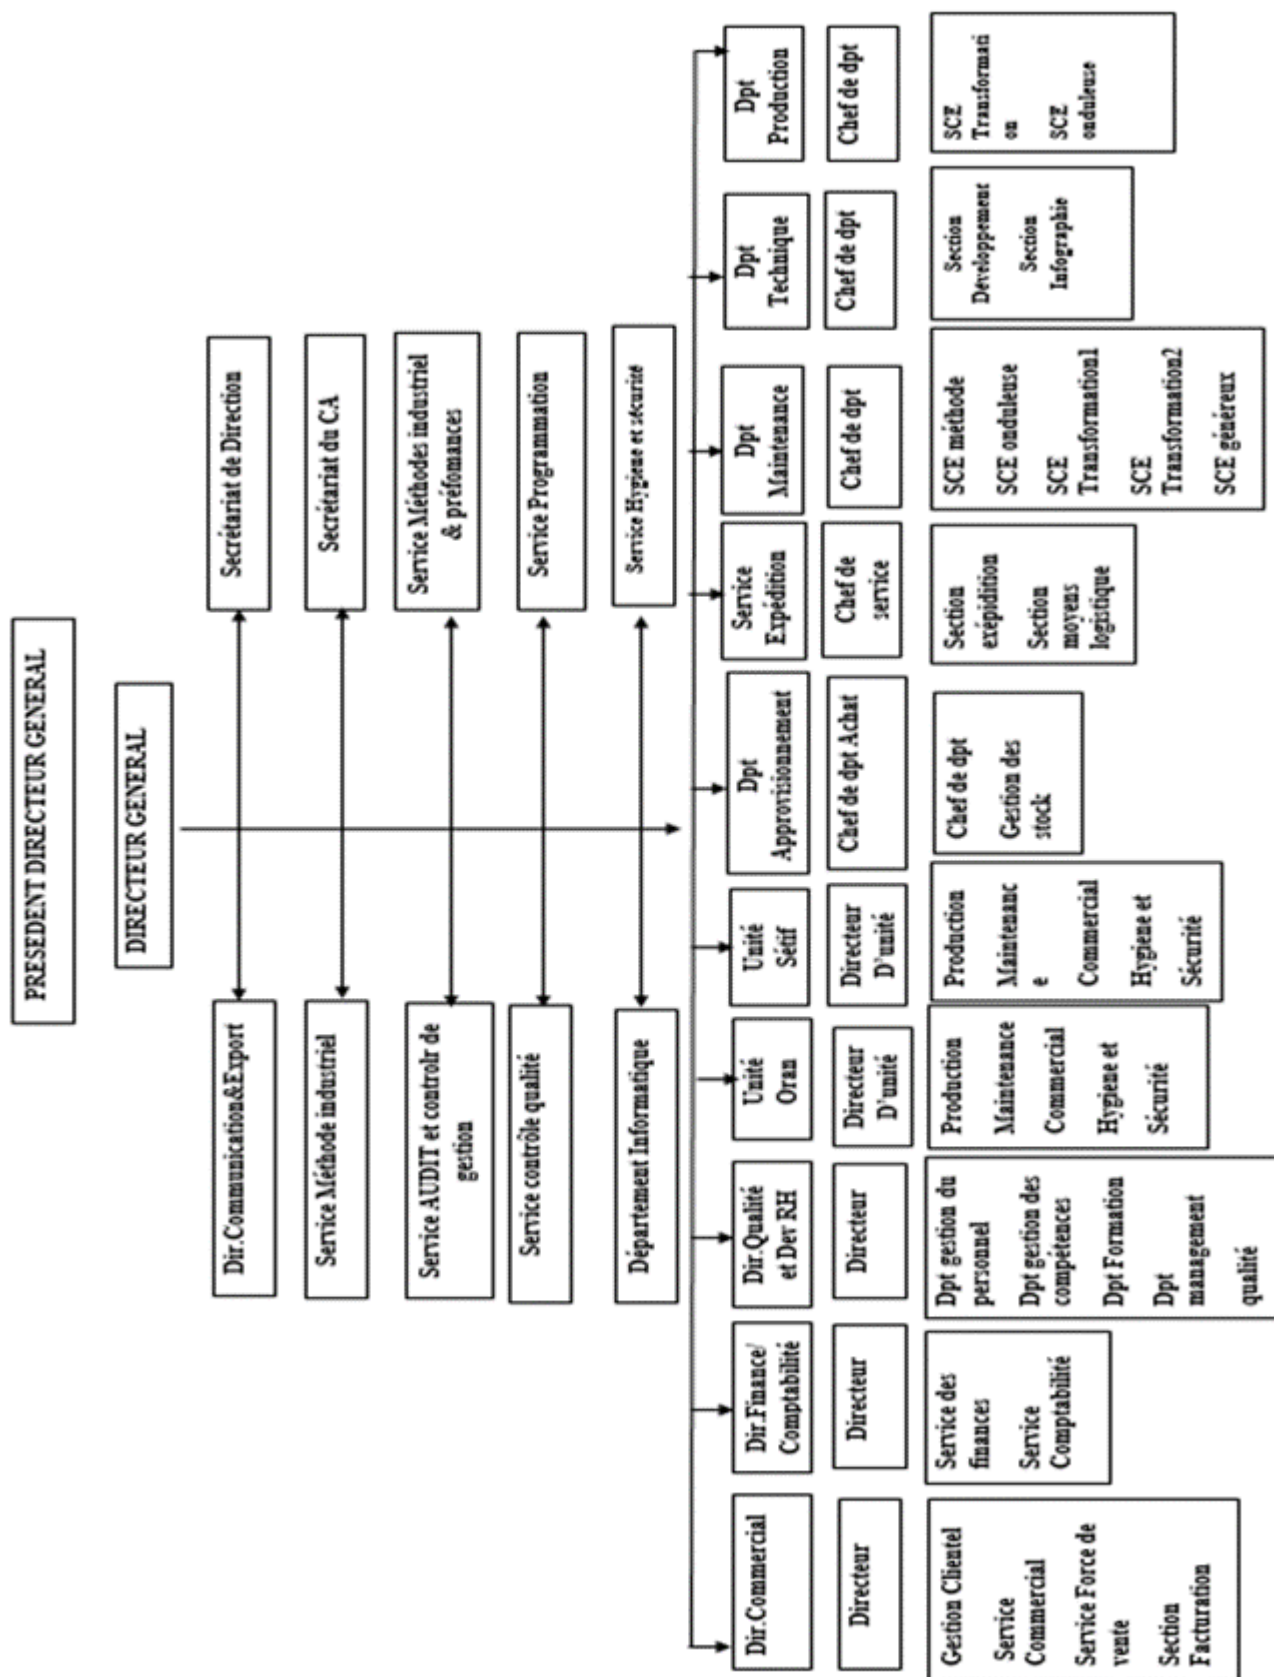 PRESEDENT DIRECTEUR GENERAL
DIRECTEUR GENERAL
Dir.Communication&Export
Secrétariat de Direction
Service Méthode industriel
Secrétariat du CA
Service AUDIT et controlr de
gestion
Service Méthodes industriel
& préfomances
Service contrôle qualité
Service Programmation
Département Informatique
Service Hygiene et sécurité
Dir.Commercial
Directeur
Gestion Clientel
Service
Commercial
Service Force de
vente
Section
Facturation
Dir.Finance/
Comptabilité
Directeur
Service des
finances
Service
Comptabilité
Dir.Qualité
et Dev RH
Directeur
Dpt gestion du
personnel
Dpt gestion des
compétences
Dpt Formation
Dpt
management
qualité
Unité
Oran
Directeur
D'unité
Production
Maintenance
Commercial
Hygiene et
Sécurité
Unité
Sétif
Directeur
D'unité
Production
Maintenanc
e
Commercial
Hygiene et
Sécurité
Dpt
Approvisionnement
Chef de dpt Achat
Chef de dpt
Gestion des
stock
Service
Expédition
Chef de
service
Section
exépidition
Section
moyens
logistique
Dpt
Maintenance
Chef de dpt
SCE méthode
SCE onduleuse
SCE
Transformation1
SCE
Transformation2
SCE généreux
Dpt
Technique
Chef de dpt
Section
Développement
Section
Infographie
Dpt
Production
Chef de dpt
SCE
Transformati
on
SCE
onduleuse